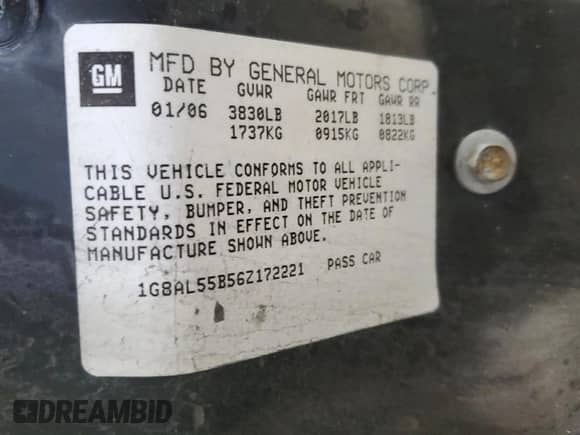 GM
MFD BY GENERAL MOTORS CORP
DATE GVWR GAWR FRT GAWR RR
01/06 3830LB 2017LB 1813LB
1737KG 0915KG 0822KG
THIS VEHICLE CONFORMS TO ALL APPLI-
CABLE U.S. FEDERAL MOTOR VEHICLE
SAFETY, BUMPER, AND THEFT PREVENTION
STANDARDS IN EFFECT ON THE DATE OF
MANUFACTURE SHOWN ABOVE.
1G8AL55B56Z172221 PASS CAR
DREAMBID